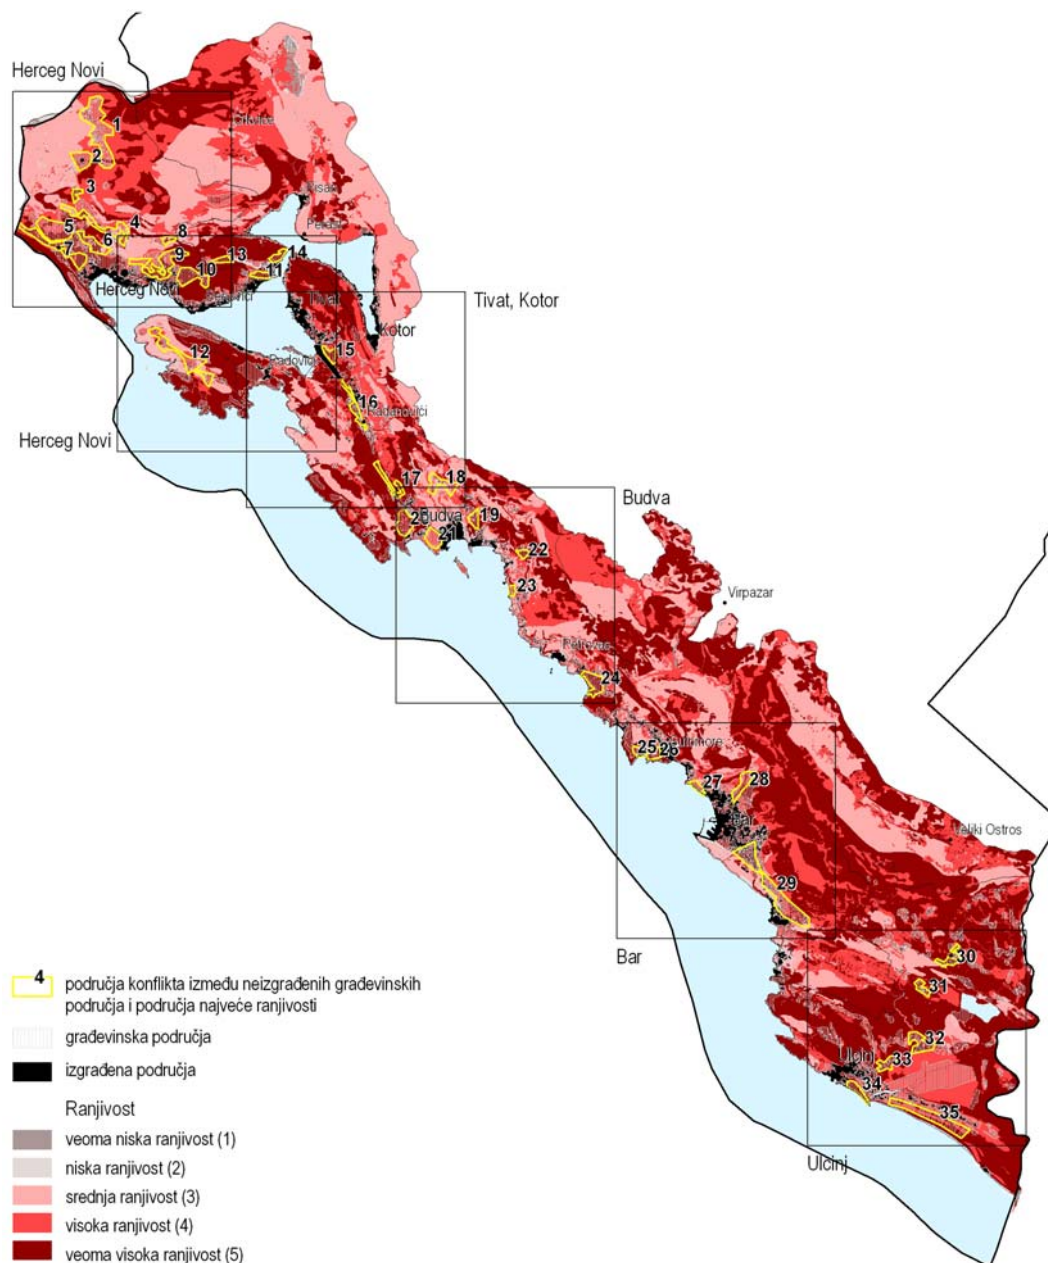 Herceg Novi
1
2
3
4
5
6
7
8
9
10
11
12
13
14
Herceg Novi
Tivat
Kotor
Tivat, Kotor
15
16
Herceg Novi
17
18
19
Budva
Budva
21
22
23
Virpazar
Petrovac
24
25
26
27
28
Bar
Veliki Ostros
29
Bar
30
31
32
Ulcinj
33
34
35
Ulcinj
4
područja konflikta između neizgrađenih građevinskih
područja i područja najveće ranjivosti
građevinska područja
izgrađena područja
Ranjivost
veoma niska ranjivost (1)
niska ranjivost (2)
srednja ranjivost (3)
visoka ranjivost (4)
veoma visoka ranjivost (5)